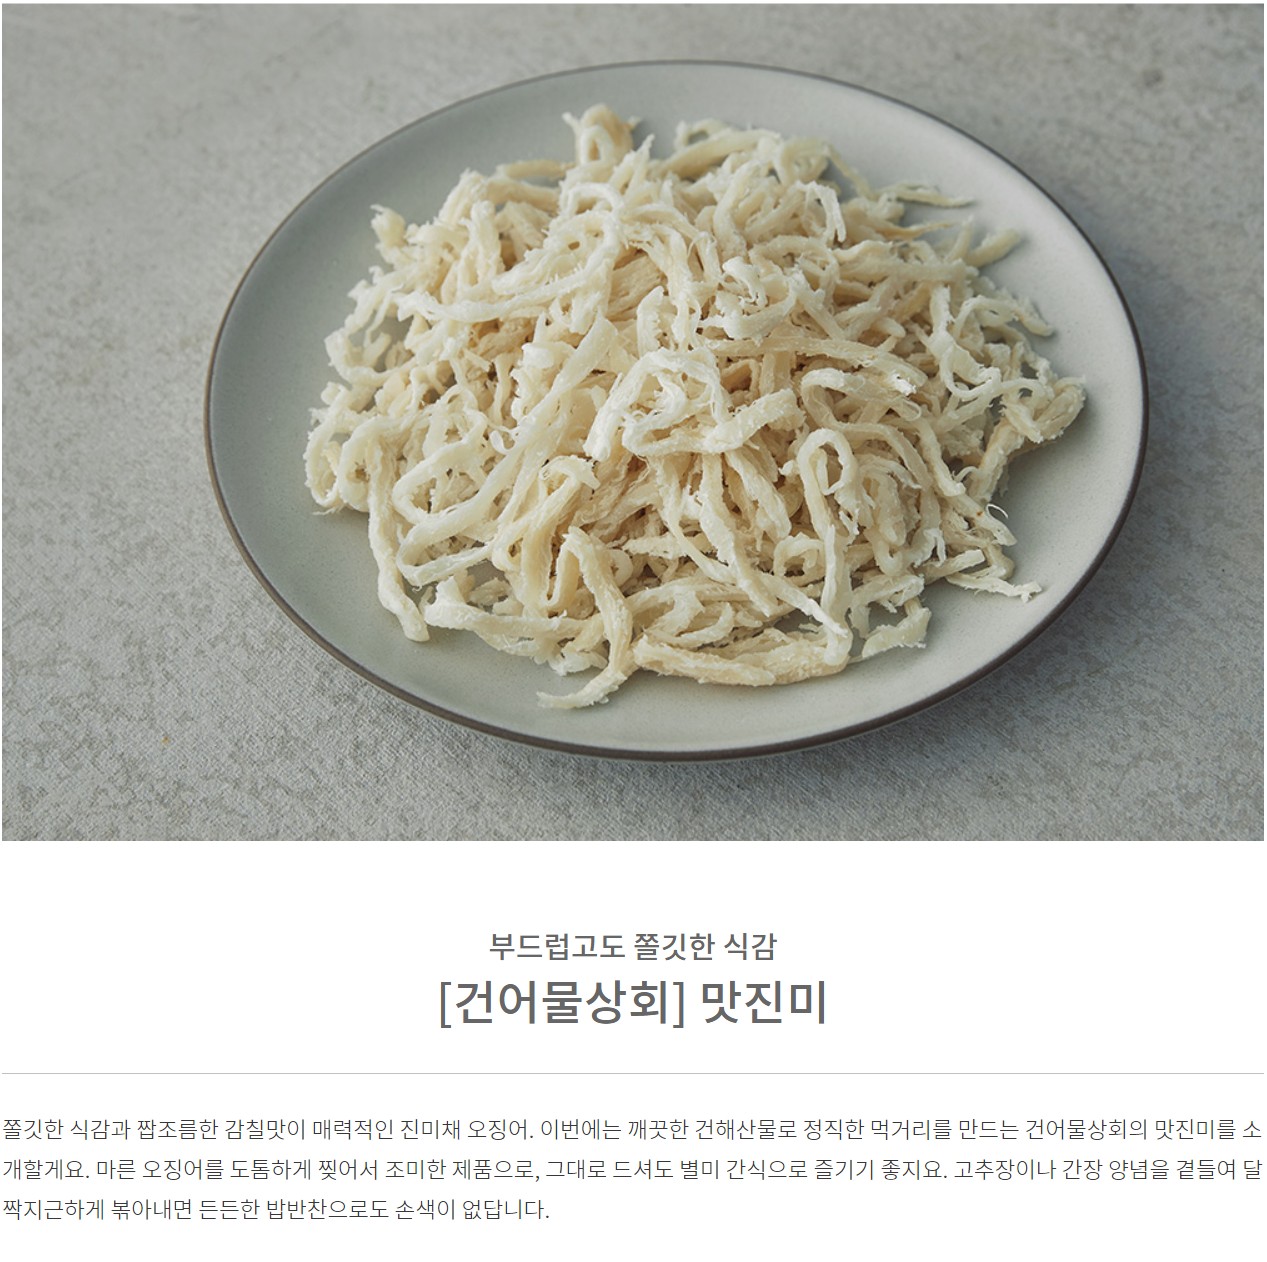 부드럽고도 쫄깃한 식감
[건어물상회] 맛진미
쫄깃한 식감과 짭조름한 감칠맛이 매력적인 진미채 오징어. 이번에는 깨끗한 건해산물로 정직한 먹거리를 만드는 건어물상회의 맛진미를 소
개할게요. 마른 오징어를 도톰하게 찢어서 조미한 제품으로, 그대로 드셔도 별미 간식으로 즐기기 좋지요. 고추장이나 간장 양념을 곁들여 달
짝지근하게 볶아내면 든든한 밥반찬으로도 손색이 없답니다.